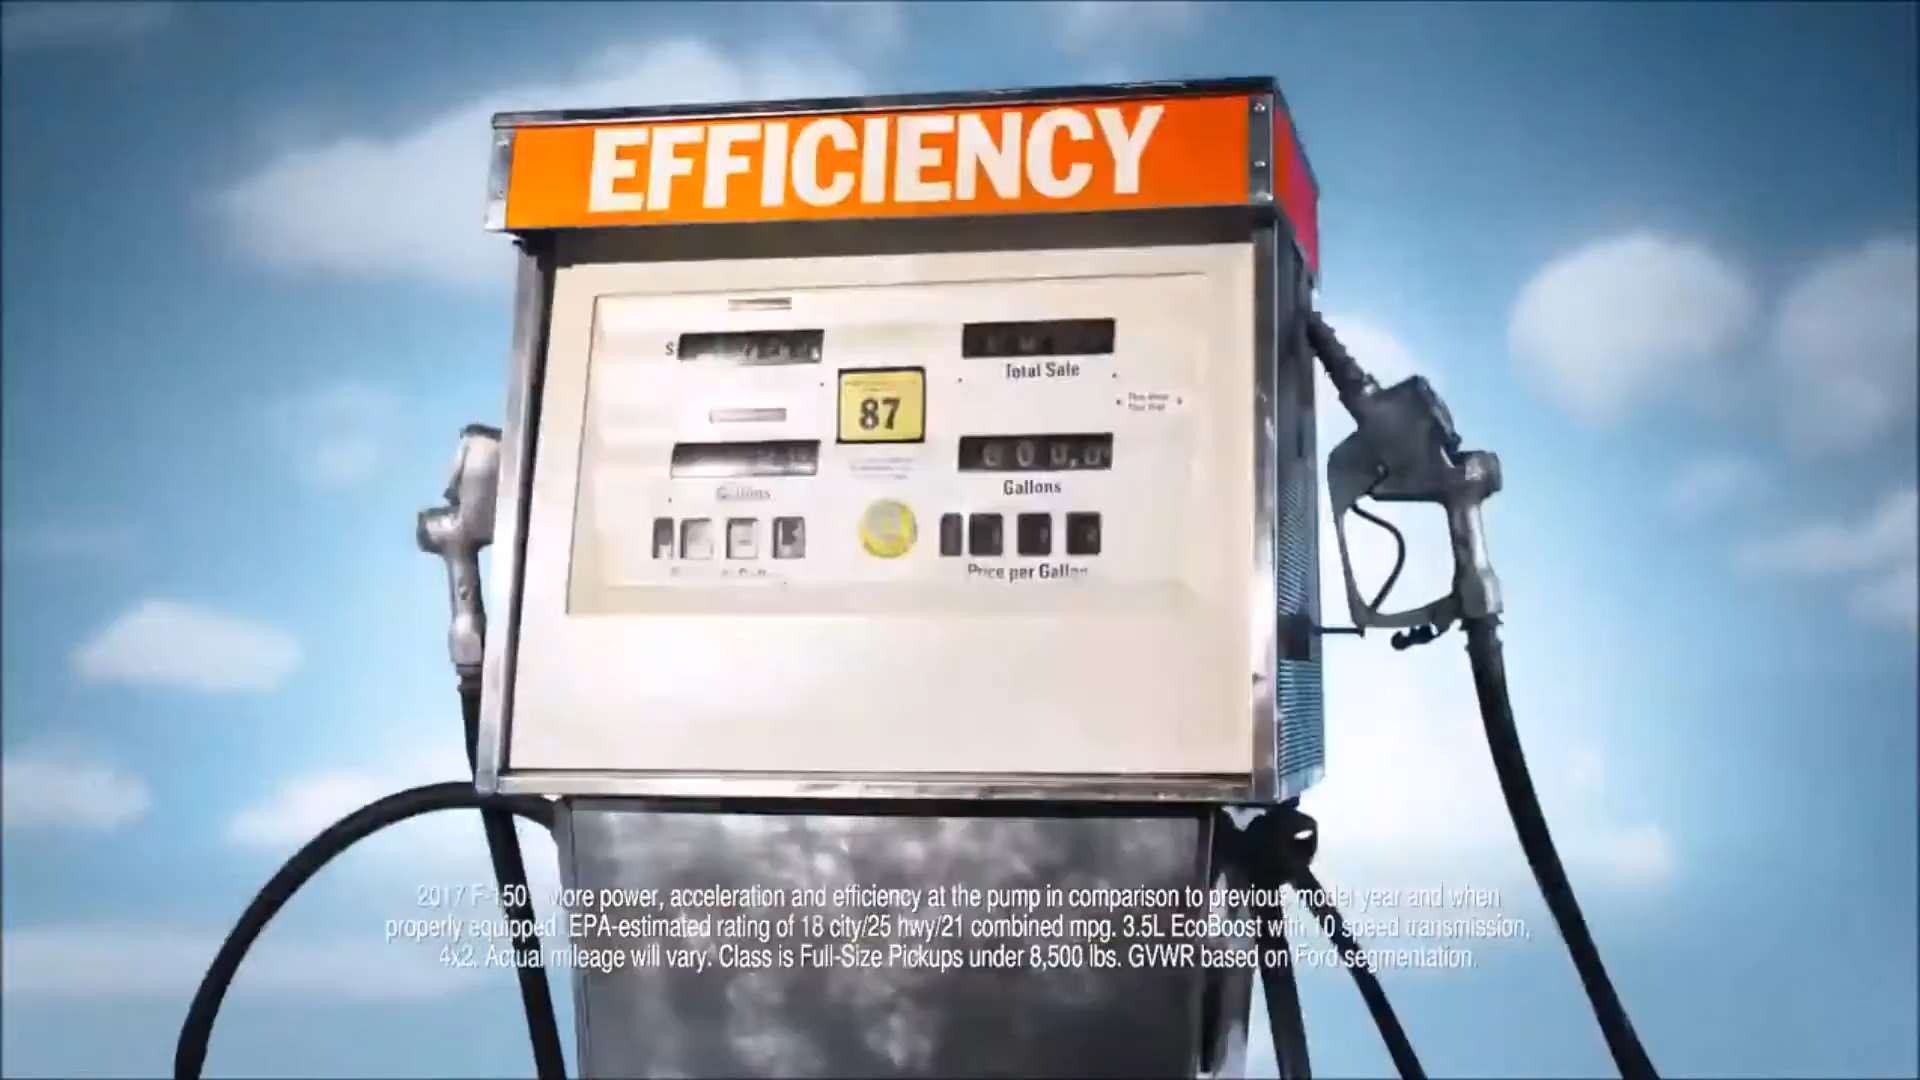 EFFICIENCY
Total Sale
87
Gallons
Gallons
Price per Gallon
2017 F-150 More power, acceleration and efficiency at the pump in comparison to previous model year and when
properly equipped. EPA-estimated rating of 18 city/25 hwy/21 combined mpg. 3.5L EcoBoost with 10 speed transmission,
4x2. Actual mileage will vary. Class is Full-Size Pickups under 8,500 lbs. GVWR based on Ford segmentation.